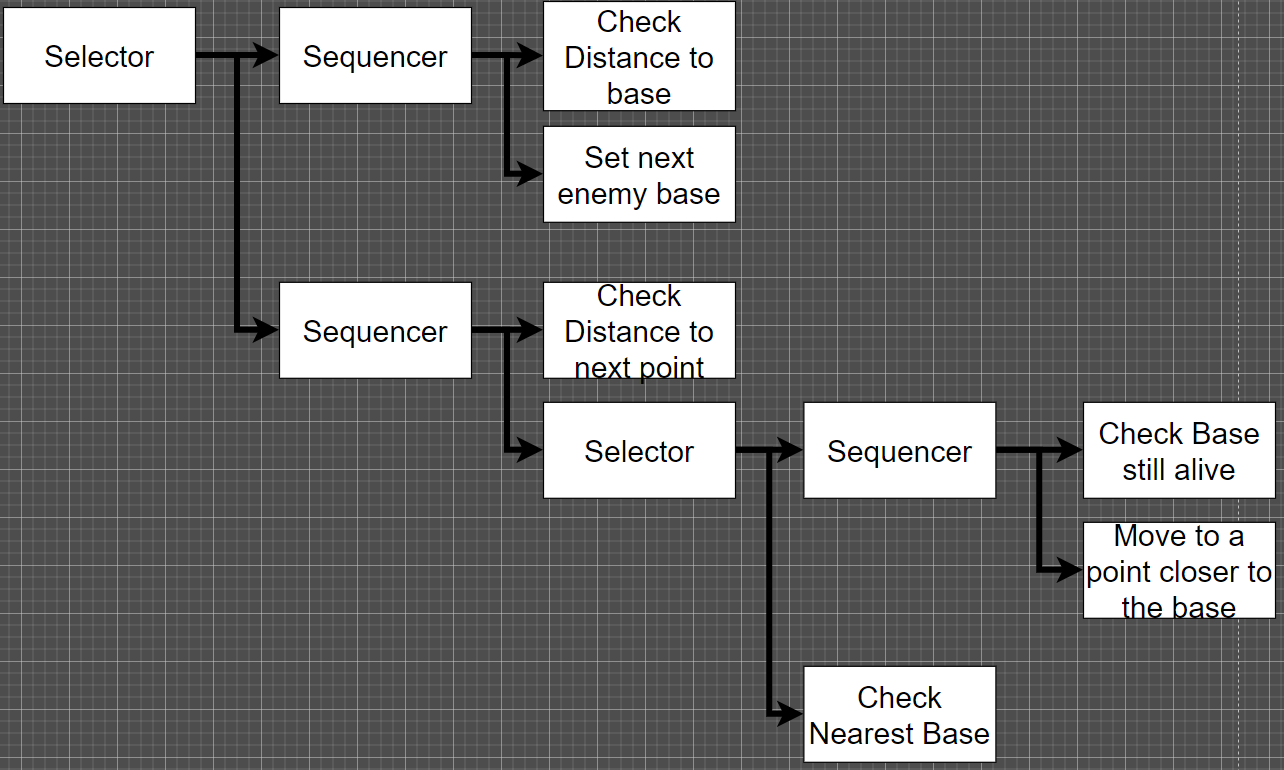 Selector
Sequencer
Check
Distance to
base
Set next
enemy base
Sequencer
Check
Distance to
next point
Selector
Sequencer
Check Base
still alive
Move to a
point closer to
the base
Check
Nearest Base